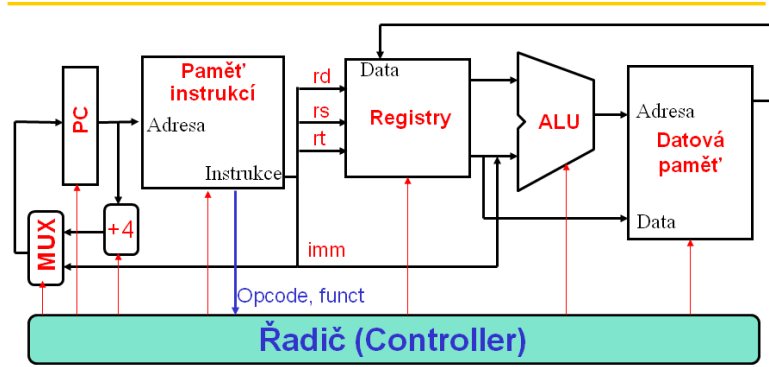 PC
Paměť
instrukcí
Adresa
Instrukce
rd
rs
rt
imm
Data
Registry
ALU
Adresa
Datová
paměť
Data
MUX
+4
Opcode, funct
Řadič (Controller)